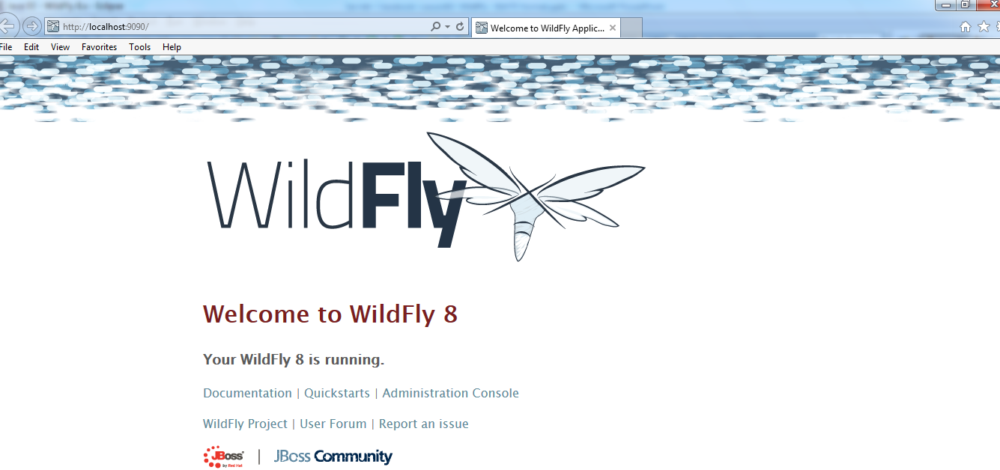 http://localhost:9090/
Welcome to WildFly Applic...
File Edit View Favorites Tools Help
WildFly
Welcome to WildFly 8
Your WildFly 8 is running.
Documentation | Quickstarts | Administration Console
WildFly Project | User Forum | Report an issue
JBoss by Red Hat | JBoss Community